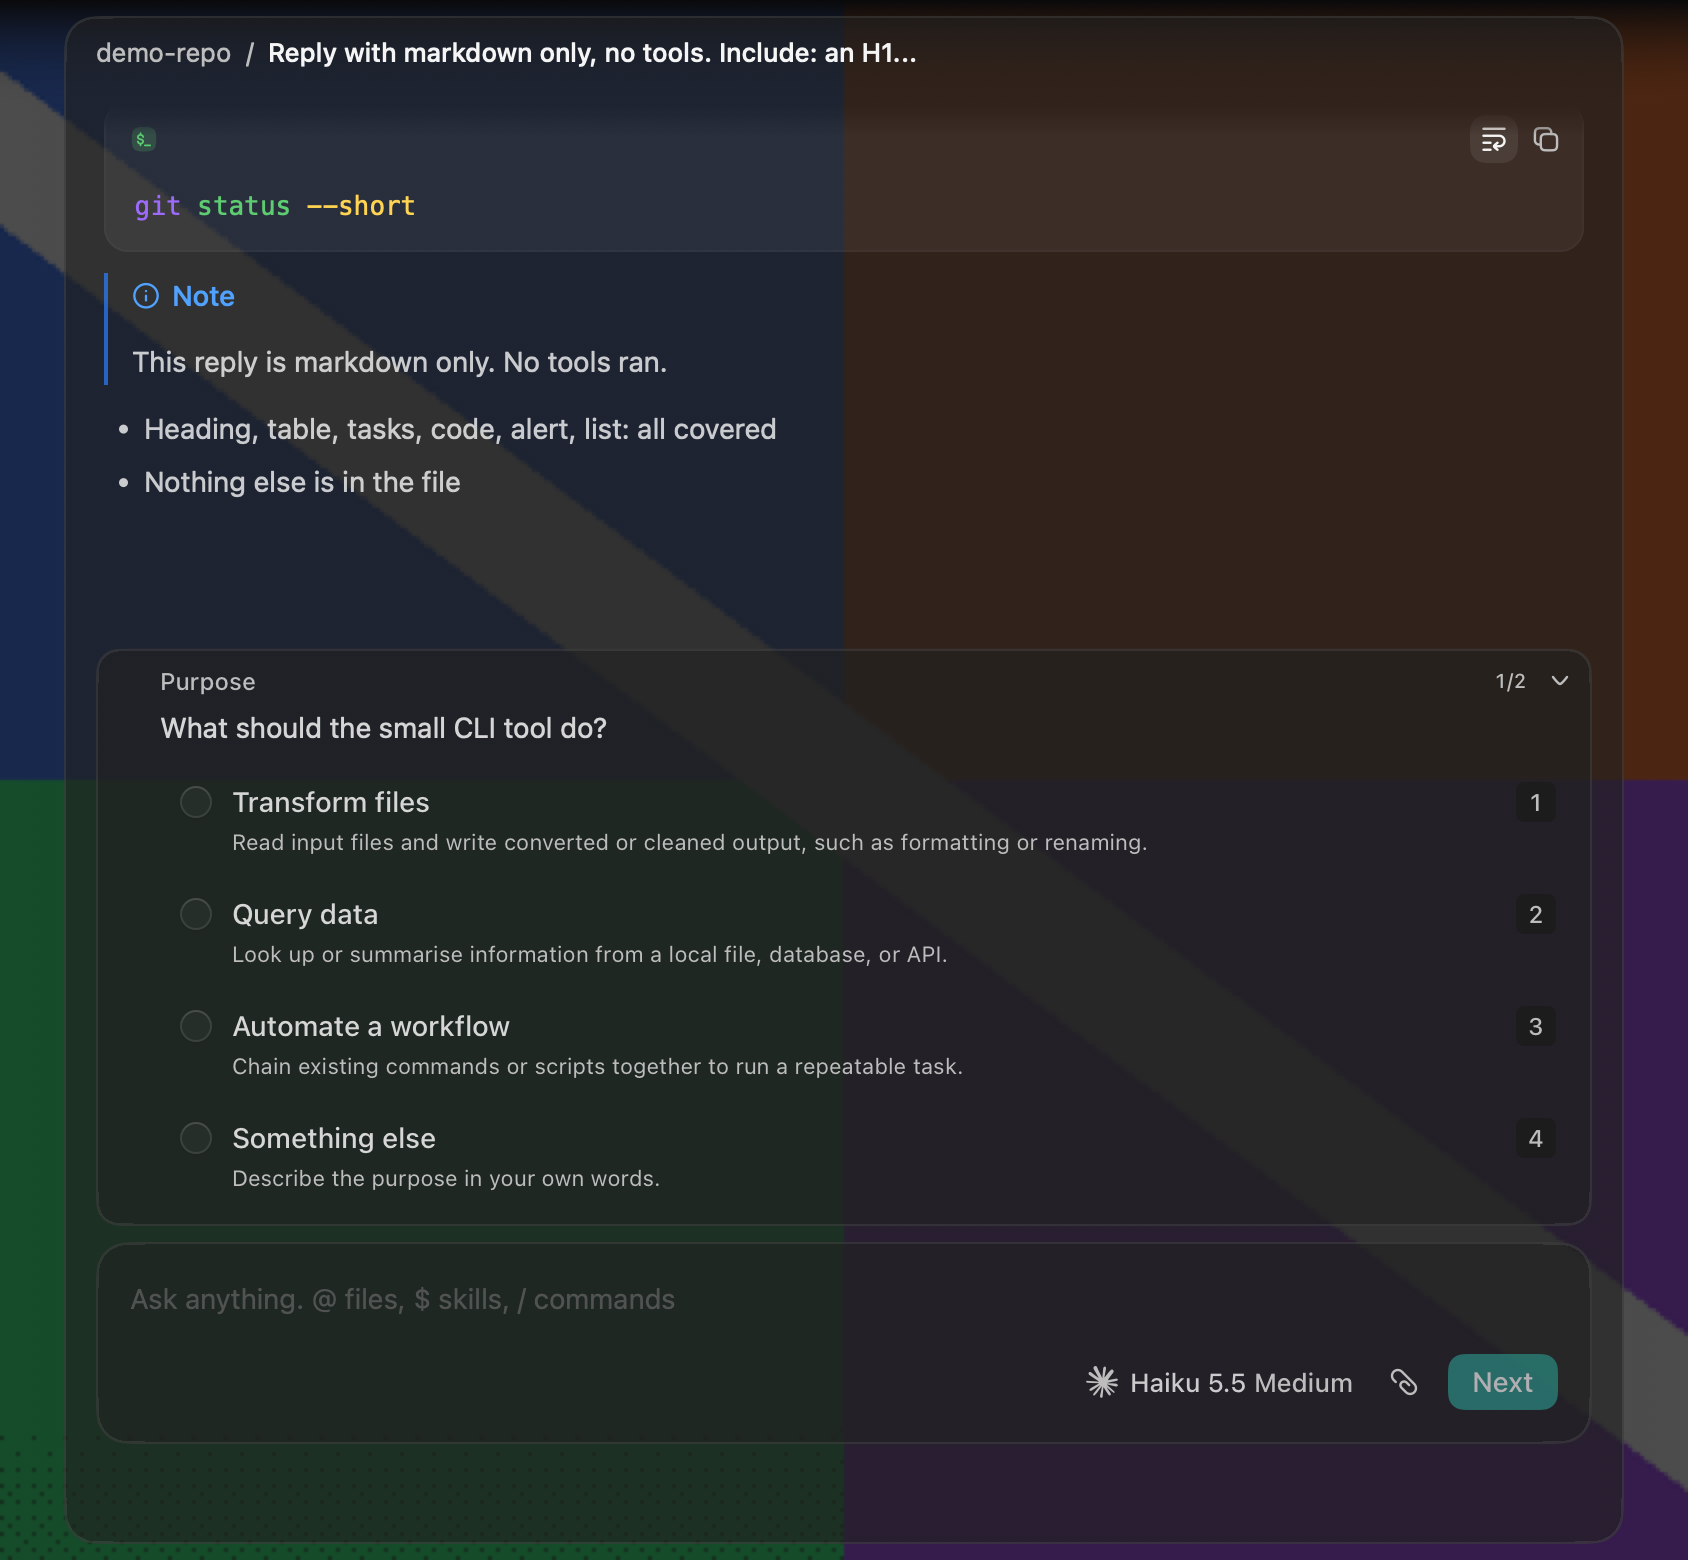 demo-repo / Reply with markdown only, no tools. Include: an H1...
$_
git status --short
Note
This reply is markdown only. No tools ran.
• Heading, table, tasks, code, alert, list: all covered
• Nothing else is in the file
Purpose 1/2
What should the small CLI tool do?
Transform files 1
Read input files and write converted or cleaned output, such as formatting or renaming.
Query data 2
Look up or summarise information from a local file, database, or API.
Automate a workflow 3
Chain existing commands or scripts together to run a repeatable task.
Something else 4
Describe the purpose in your own words.
Ask anything. @ files, $ skills, / commands
Haiku 5.5 Medium Next